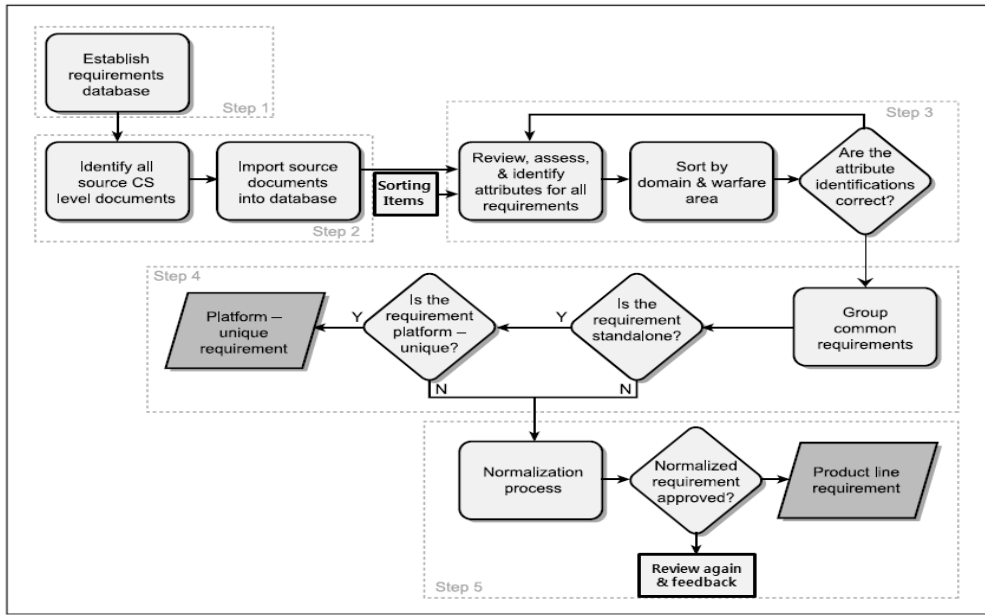 Establish
requirements
database
Step 1
Identify all
source CS
level documents
Import source
documents
into database
Step 2
Sorting
Items
Review, assess,
& identify
attributes for all
requirements
Sort by
domain & warfare
area
Are the
attribute
identifications
correct?
Step 3
Step 4
Platform –
unique
requirement
Y
Is the
requirement
platform –
unique?
N
Y
Is the
requirement
standalone?
N
Group
common
requirements
Normalization
process
Normalized
requirement
approved?
Product line
requirement
Review again
& feedback
Step 5